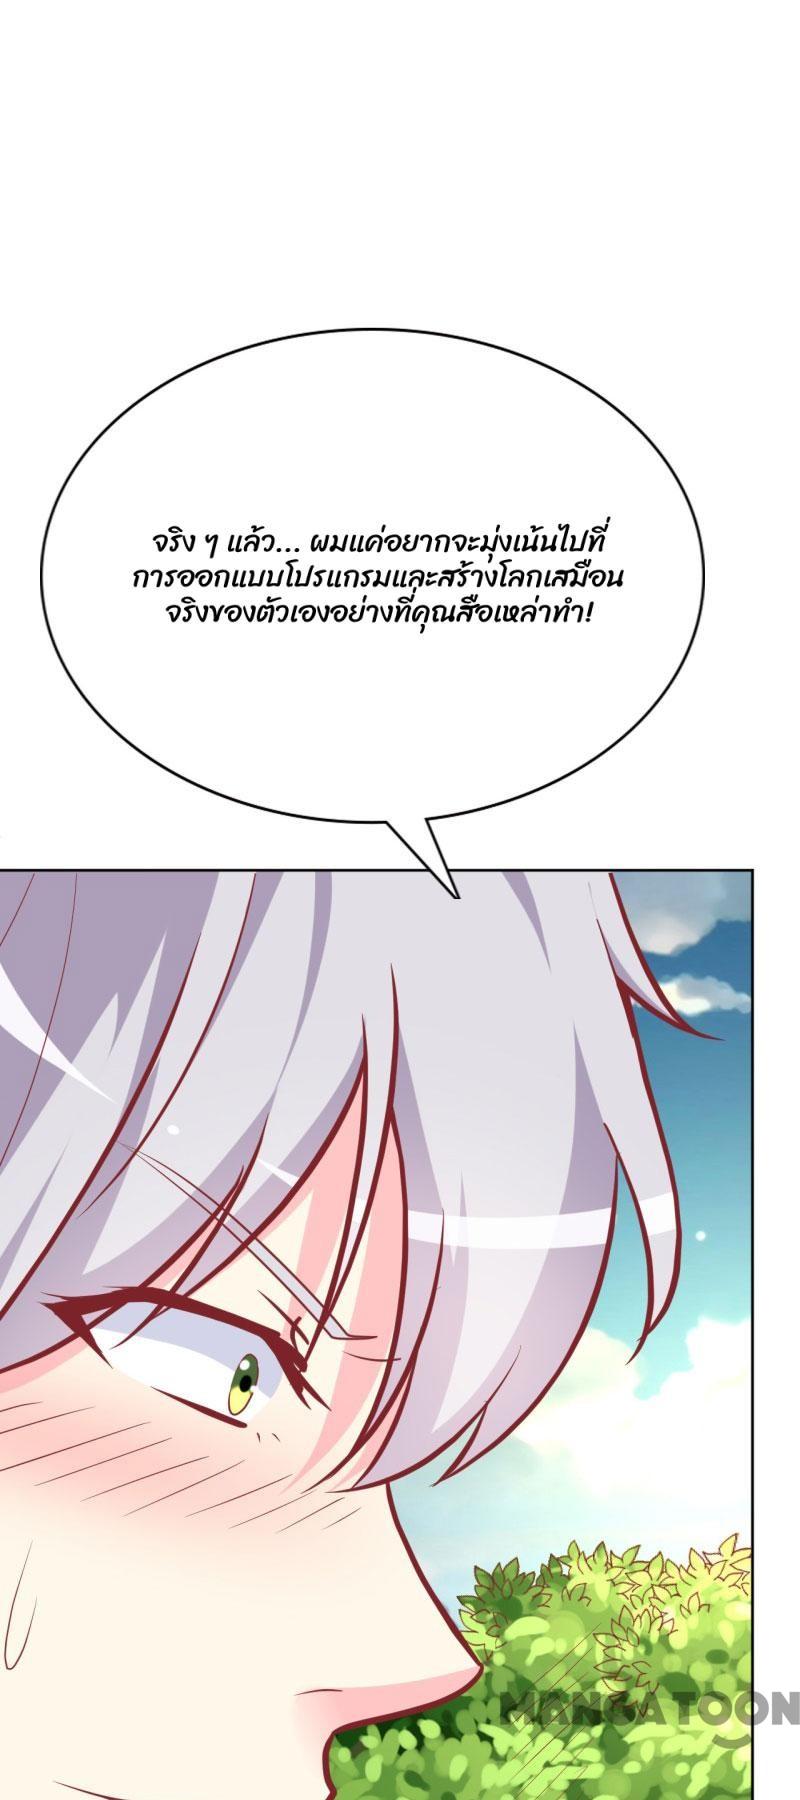 จริง ๆ แล้ว... ผมแค่อยากจะมุ่งเน้นไปที่
การออกแบบโปรแกรมและสร้างโลกเสมือน
จริงของตัวเองอย่างที่คุณสือเหล่าทำ!
MANGATOON